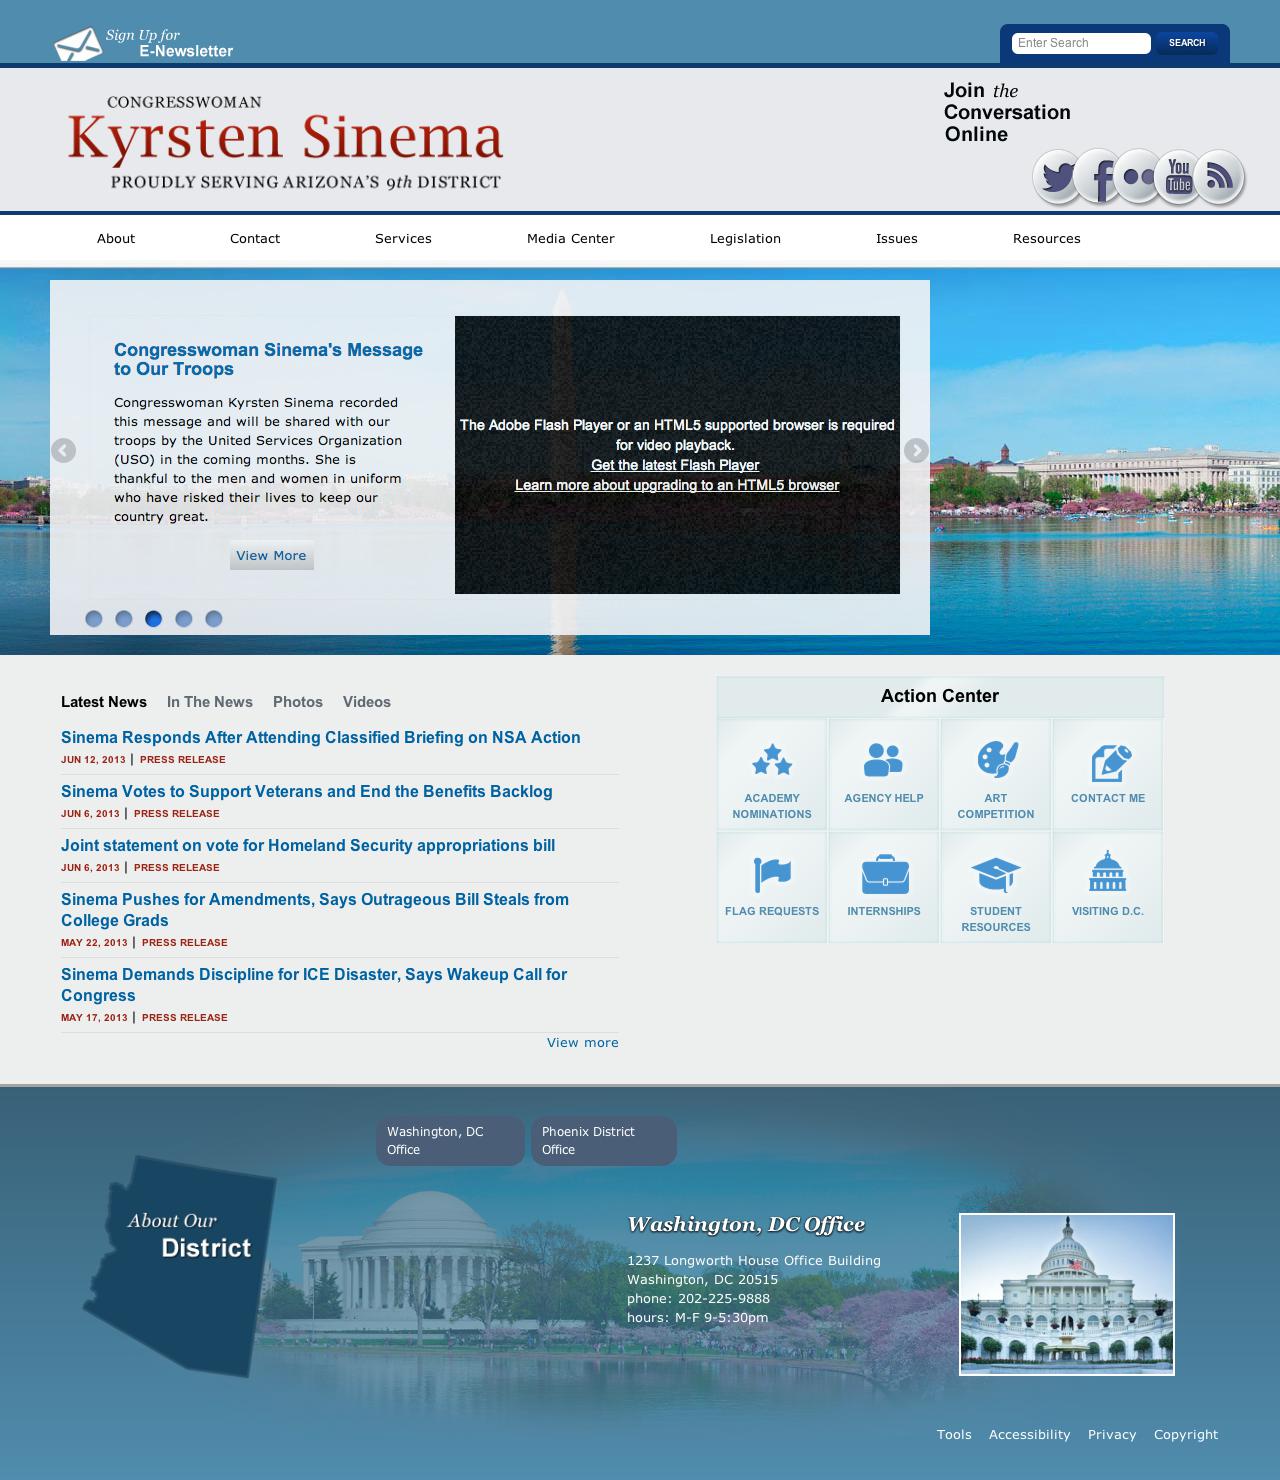 Sign Up for
E-Newsletter
Enter Search
SEARCH
CONGRESSWOMAN
Kyrsten Sinema
PROUDLY SERVING ARIZONA'S 9th DISTRICT
Join the
Conversation
Online
You
Tube
About
Contact
Services
Media Center
Legislation
Issues
Resources
Congresswoman Sinema's Message
to Our Troops
Congresswoman Kyrsten Sinema recorded
this message and will be shared with our
troops by the United Services Organization
(USO) in the coming months. She is
thankful to the men and women in uniform
who have risked their lives to keep our
country great.
View More
The Adobe Flash Player or an HTML5 supported browser is required
for video playback.
Get the latest Flash Player
Learn more about upgrading to an HTML5 browser
Latest News
In The News
Photos
Videos
Sinema Responds After Attending Classified Briefing on NSA Action
JUN 12, 2013 | PRESS RELEASE
Sinema Votes to Support Veterans and End the Benefits Backlog
JUN 6, 2013 | PRESS RELEASE
Joint statement on vote for Homeland Security appropriations bill
JUN 6, 2013 | PRESS RELEASE
Sinema Pushes for Amendments, Says Outrageous Bill Steals from
College Grads
MAY 22, 2013 | PRESS RELEASE
Sinema Demands Discipline for ICE Disaster, Says Wakeup Call for
Congress
MAY 17, 2013 | PRESS RELEASE
View more
Action Center
ACADEMY
NOMINATIONS
AGENCY HELP
ART
COMPETITION
CONTACT ME
FLAG REQUESTS
INTERNSHIPS
STUDENT
RESOURCES
VISITING D.C.
Washington, DC
Office
Phoenix District
Office
About Our
District
Washington, DC Office
1237 Longworth House Office Building
Washington, DC 20515
phone: 202-225-9888
hours: M-F 9-5:30pm
Tools
Accessibility
Privacy
Copyright